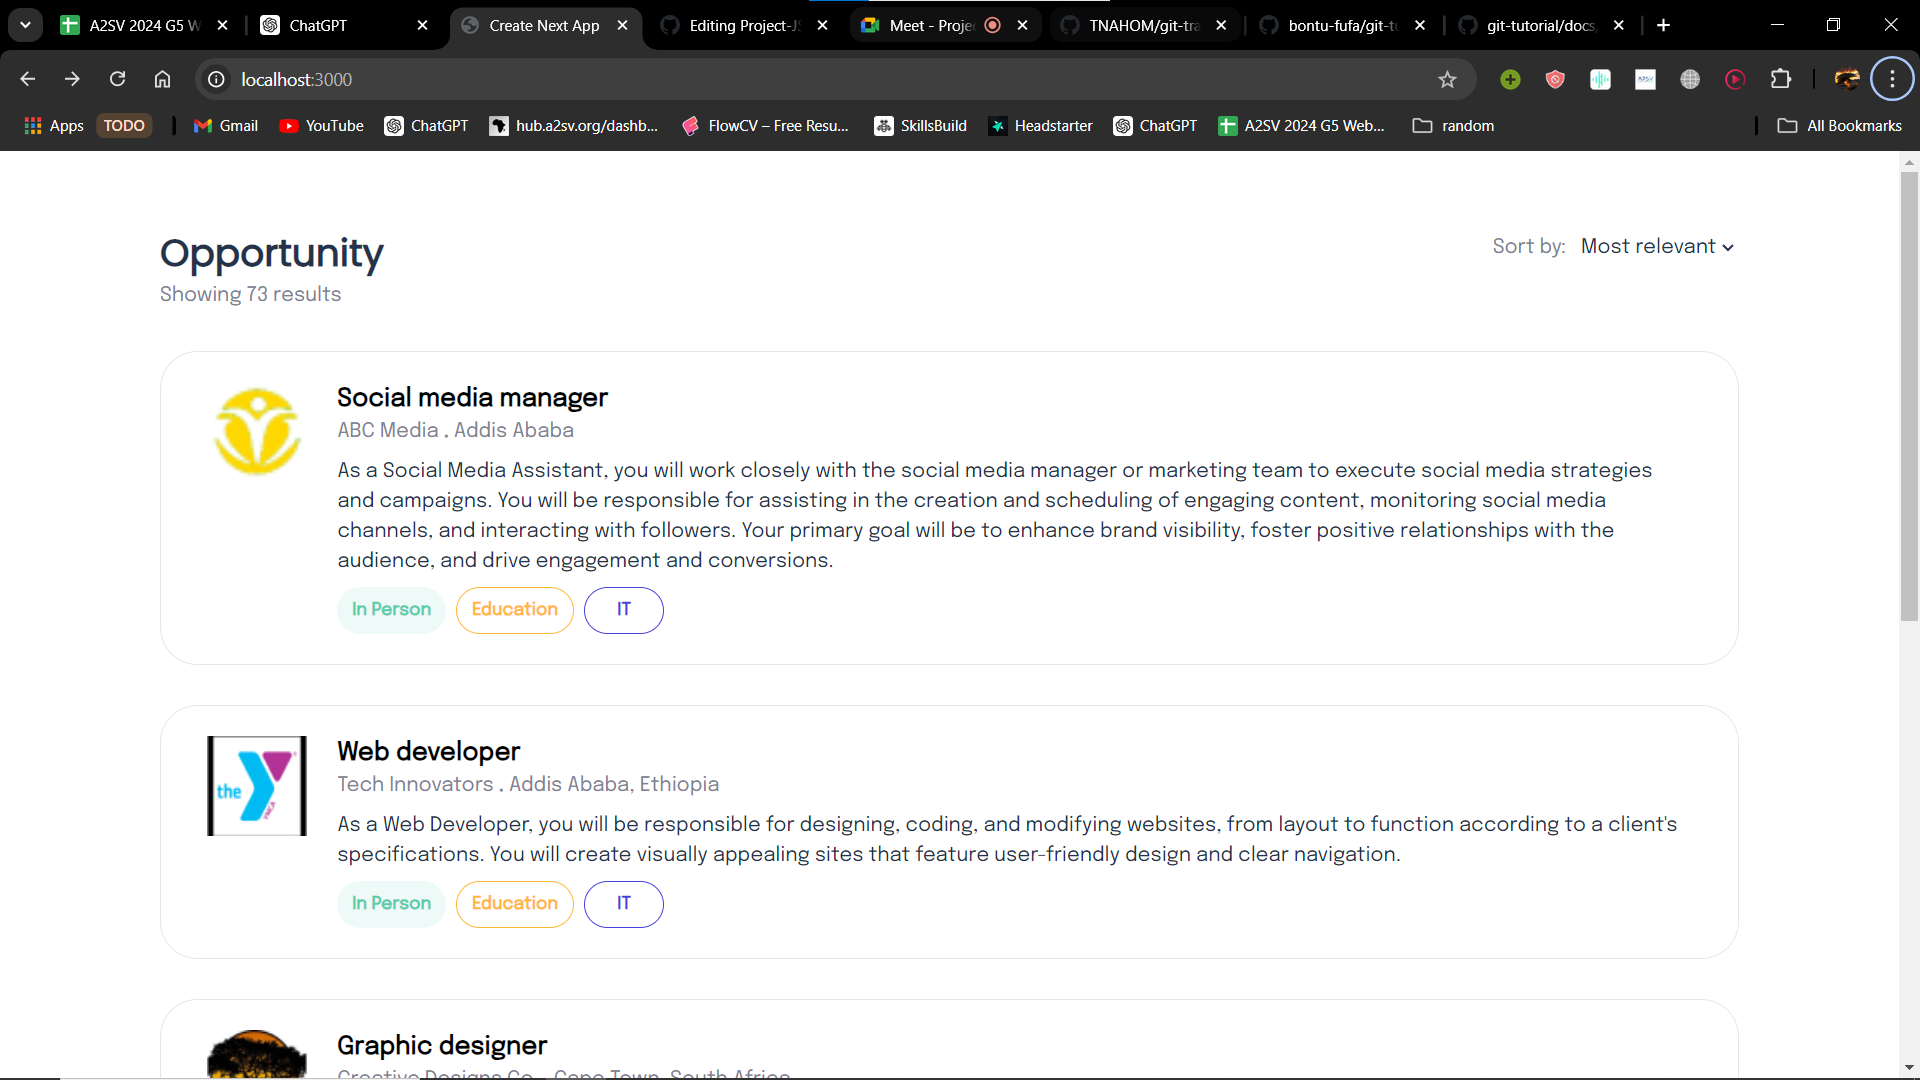 A2SV 2024 G5 W
ChatGPT
Create Next App
Editing Project-JS
Meet - Proje
TNAHOM/git-tra
bontu-fufa/git-tu
git-tutorial/docs/
localhost:3000
Apps
TODO
Gmail
YouTube
ChatGPT
hub.a2sv.org/dashb...
FlowCV – Free Resu...
SkillsBuild
Headstarter
ChatGPT
A2SV 2024 G5 Web...
random
All Bookmarks
Opportunity
Sort by: Most relevant
Showing 73 results
Social media manager
ABC Media . Addis Ababa
As a Social Media Assistant, you will work closely with the social media manager or marketing team to execute social media strategies
and campaigns. You will be responsible for assisting in the creation and scheduling of engaging content, monitoring social media
channels, and interacting with followers. Your primary goal will be to enhance brand visibility, foster positive relationships with the
audience, and drive engagement and conversions.
In Person
Education
IT
the
Web developer
Tech Innovators . Addis Ababa, Ethiopia
As a Web Developer, you will be responsible for designing, coding, and modifying websites, from layout to function according to a client's
specifications. You will create visually appealing sites that feature user-friendly design and clear navigation.
In Person
Education
IT
Graphic designer
Creative Designs Co . Cape Town, South Africa